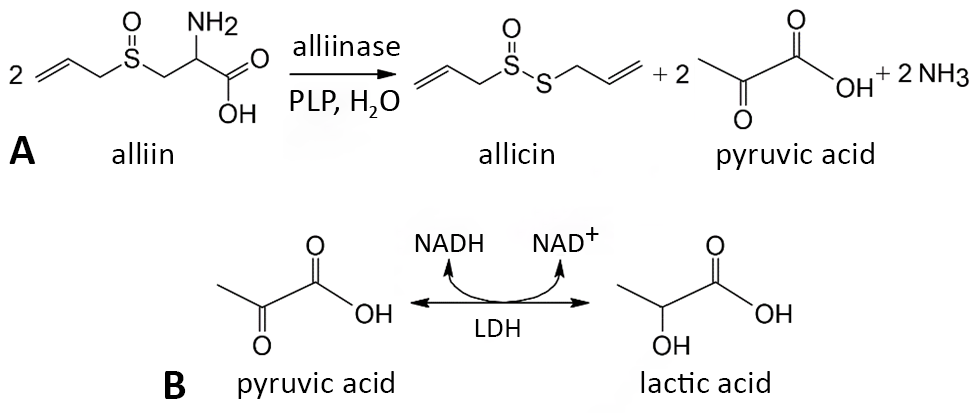 2 O S NH2 O OH alliinase PLP, H₂O O S S + 2 O O OH + 2 NH₃
A alliin allicin pyruvic acid
O O OH NADH NAD⁺ LDH O OH OH
B pyruvic acid lactic acid